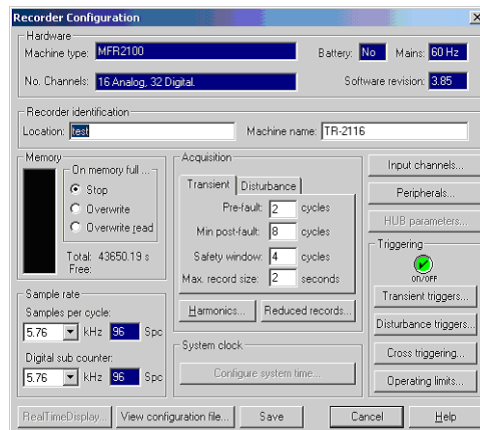 Recorder Configuration
Hardware
Machine type: MFR2100 Battery: No Mains: 60 Hz
No. Channels: 16 Analog, 32 Digital. Software revision: 3.85
Recorder identification
Location: test Machine name: TR-2116
Memory
On memory full ...
Stop
Overwrite
Overwrite read
Total: 43650.19 s
Free:
Acquisition
Transient Disturbance
Pre-fault: 2 cycles
Min post-fault: 8 cycles
Safety window: 4 cycles
Max. record size: 2 seconds
Harmonics... Reduced records...
Input channels...
Peripherals...
HUB parameters...
Triggering
ON/OFF
Transient triggers...
Disturbance triggers...
Cross triggering...
Operating limits...
Sample rate
Samples per cycle:
5.76 kHz 96 Spc
Digital sub counter:
5.76 kHz 96 Spc
System clock
Configure system time...
RealTimeDisplay... View configuration file... Save Cancel Help